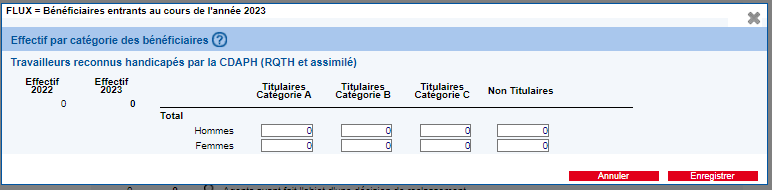 FLUX = Bénéficiaires entrants au cours de l'année 2023
Effectif par catégorie des bénéficiaires ?
Travailleurs reconnus handicapés par la CDAPH (RQTH et assimilé)
Effectif 2022 Effectif 2023 Titulaires Catégorie A Titulaires Catégorie B Titulaires Catégorie C Non Titulaires
0 0
Total
Hommes 0 0 0 0
Femmes 0 0 0 0
Annuler Enregistrer